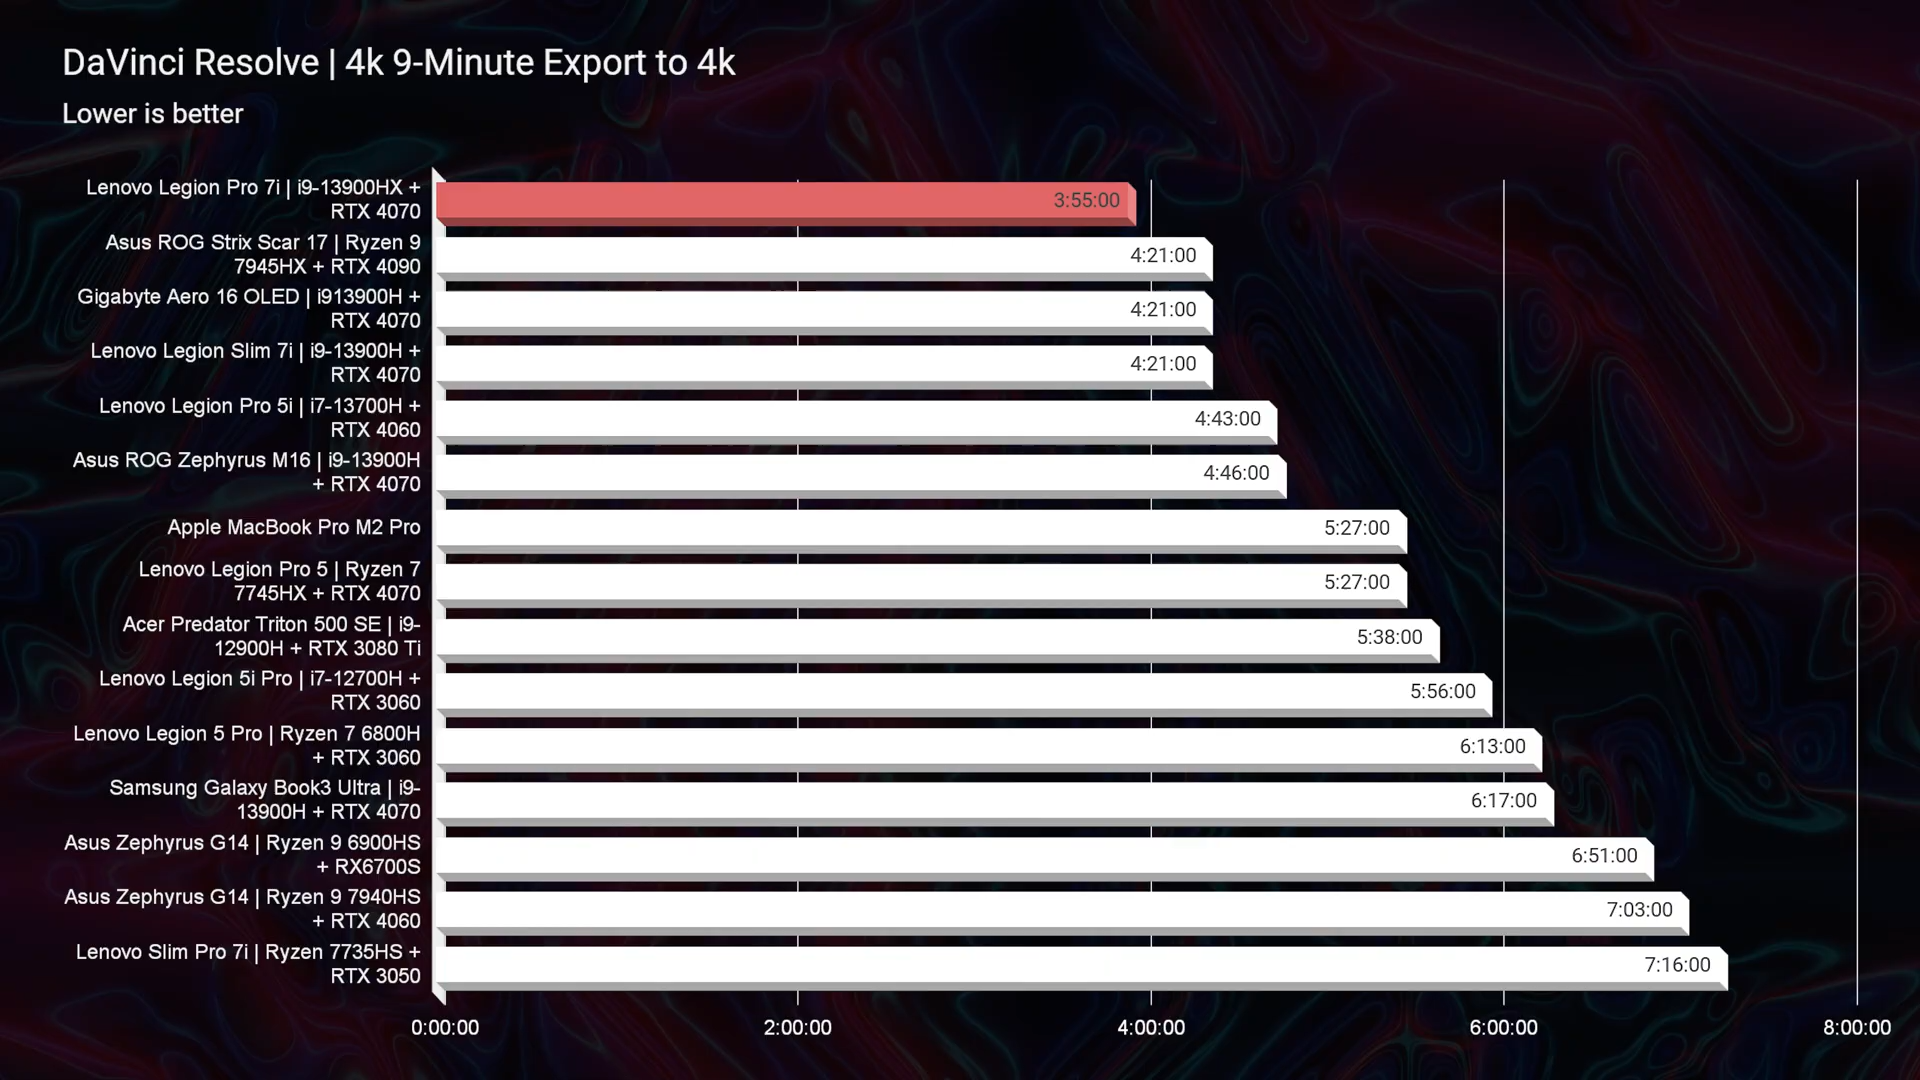 DaVinci Resolve | 4k 9-Minute Export to 4k
Lower is better
Lenovo Legion Pro 7i | i9-13900HX +
RTX 4070
3:55:00
Asus ROG Strix Scar 17 | Ryzen 9
7945HX + RTX 4090
4:21:00
Gigabyte Aero 16 OLED | i913900H +
RTX 4070
4:21:00
Lenovo Legion Slim 7i | i9-13900H +
RTX 4070
4:21:00
Lenovo Legion Pro 5i | i7-13700H +
RTX 4060
4:43:00
Asus ROG Zephyrus M16 | i9-13900H
+ RTX 4070
4:46:00
Apple MacBook Pro M2 Pro
5:27:00
Lenovo Legion Pro 5 | Ryzen 7
7745HX + RTX 4070
5:27:00
Acer Predator Triton 500 SE | i9-
12900H + RTX 3080 Ti
5:38:00
Lenovo Legion 5i Pro | i7-12700H +
RTX 3060
5:56:00
Lenovo Legion 5 Pro | Ryzen 7 6800H
+ RTX 3060
6:13:00
Samsung Galaxy Book3 Ultra | i9-
13900H + RTX 4070
6:17:00
Asus Zephyrus G14 | Ryzen 9 6900HS
+ RX6700S
6:51:00
Asus Zephyrus G14 | Ryzen 9 7940HS
+ RTX 4060
7:03:00
Lenovo Slim Pro 7i | Ryzen 7735HS +
RTX 3050
7:16:00
0:00:00
2:00:00
4:00:00
6:00:00
8:00:00